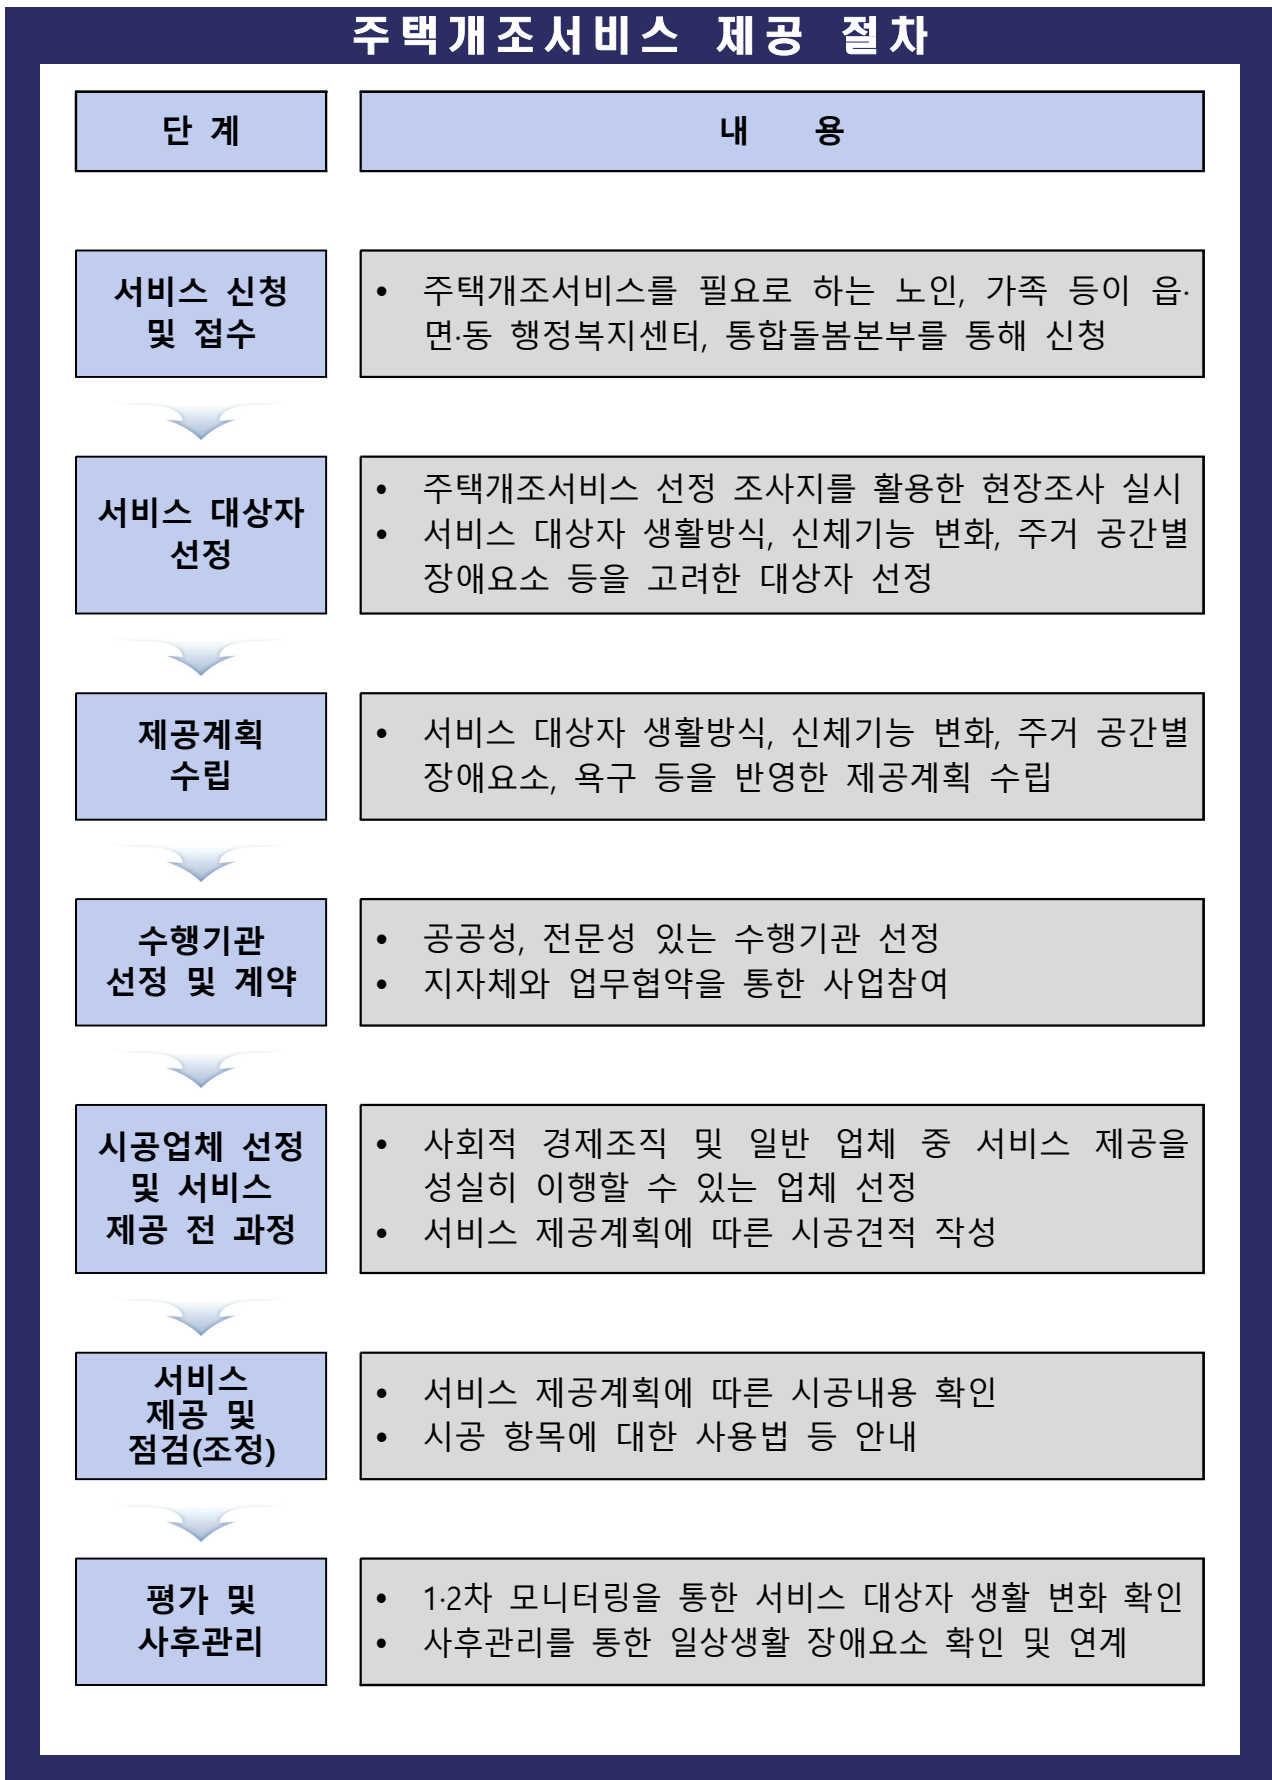 주택개조서비스 제공 절차
단 계
내 용
서비스 신청
및 접수
• 주택개조서비스를 필요로 하는 노인, 가족 등이 읍·
면·동 행정복지센터, 통합돌봄본부를 통해 신청
서비스 대상자
선정
• 주택개조서비스 선정 조사지를 활용한 현장조사 실시
• 서비스 대상자 생활방식, 신체기능 변화, 주거 공간별
장애요소 등을 고려한 대상자 선정
제공계획
수립
• 서비스 대상자 생활방식, 신체기능 변화, 주거 공간별
장애요소, 욕구 등을 반영한 제공계획 수립
수행기관
선정 및 계약
• 공공성, 전문성 있는 수행기관 선정
• 지자체와 업무협약을 통한 사업참여
시공업체 선정
및 서비스
제공 전 과정
• 사회적 경제조직 및 일반 업체 중 서비스 제공을
성실히 이행할 수 있는 업체 선정
• 서비스 제공계획에 따른 시공견적 작성
서비스
제공 및
점검(조정)
• 서비스 제공계획에 따른 시공내용 확인
• 시공 항목에 대한 사용법 등 안내
평가 및
사후관리
• 1·2차 모니터링을 통한 서비스 대상자 생활 변화 확인
• 사후관리를 통한 일상생활 장애요소 확인 및 연계